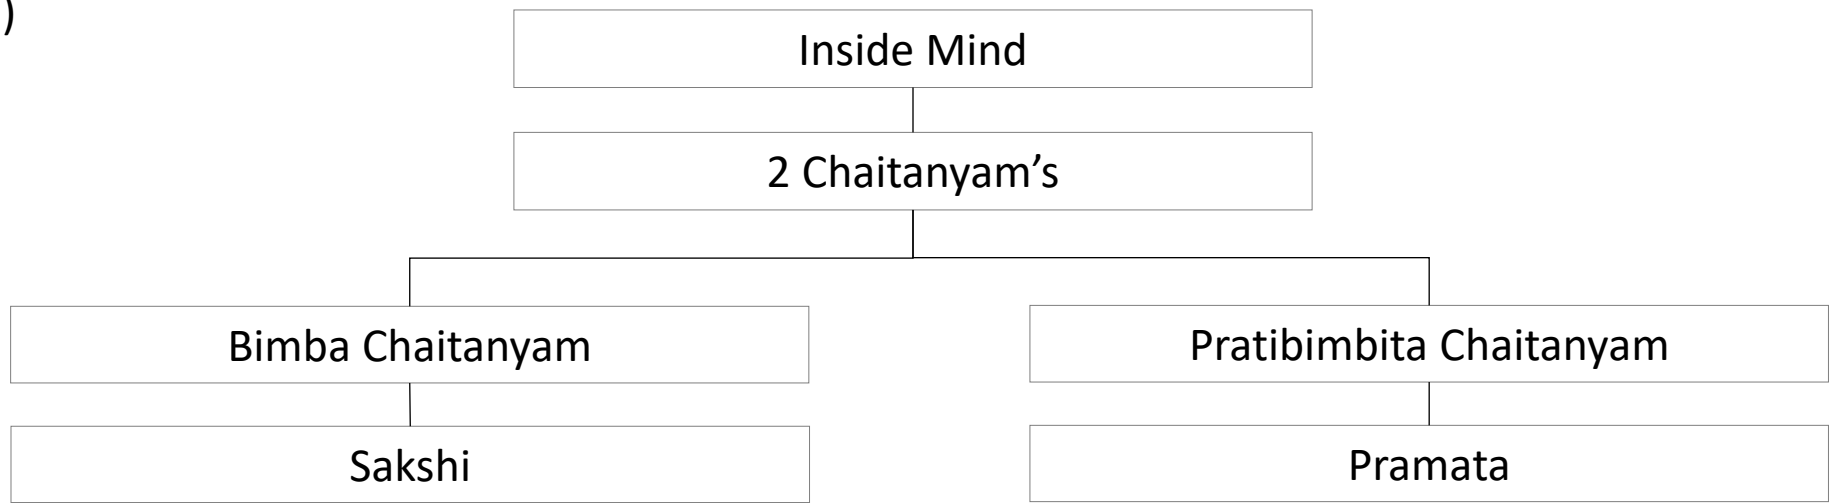 )
Inside Mind
2 Chaitanyam’s
Bimba Chaitanyam
Pratibimbita Chaitanyam
Sakshi
Pramata